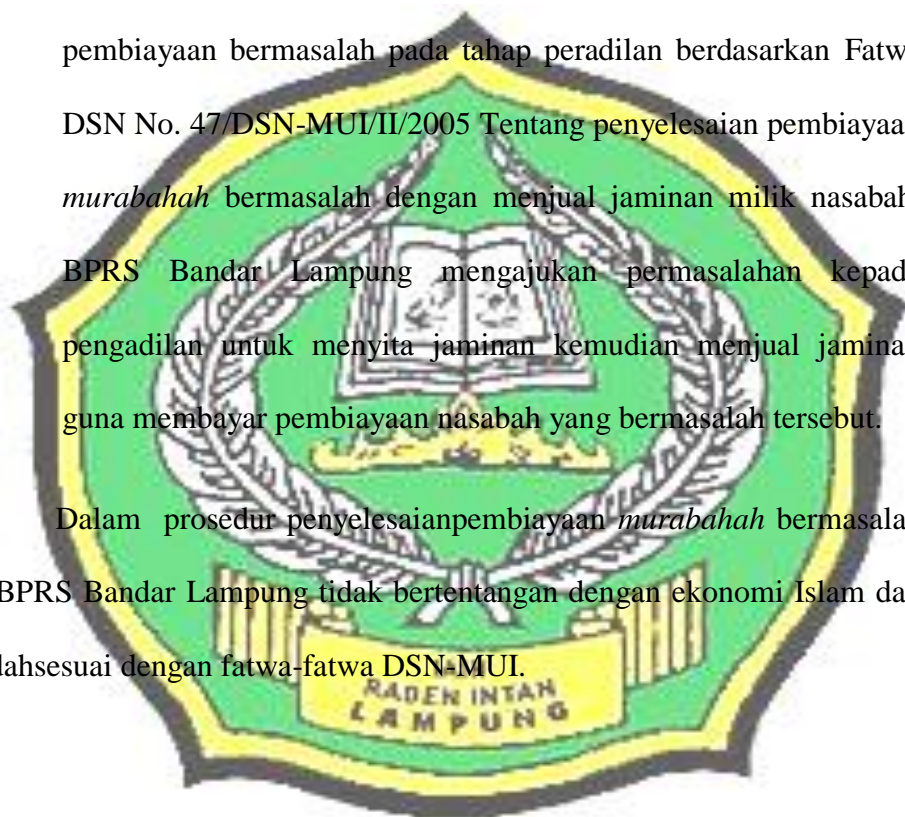 pembiayaan bermasalah pada tahap peradilan berdasarkan Fatw
DSN No. 47/DSN-MUI/II/2005 Tentang penyelesaian pembiayaa
murabahah bermasalah dengan menjual jaminan milik nasabah
BPRS Bandar Lampung mengajukan permasalahan kepad
pengadilan untuk menyita jaminan kemudian menjual jamina
guna membayar pembiayaan nasabah yang bermasalah tersebut.
Dalam prosedur penyelesaianpembiayaan murabahah bermasala
BPRS Bandar Lampung tidak bertentangan dengan ekonomi Islam da
dahsesuai dengan fatwa-fatwa DSN-MUI.
RADEN INTAN
LAMPUNG